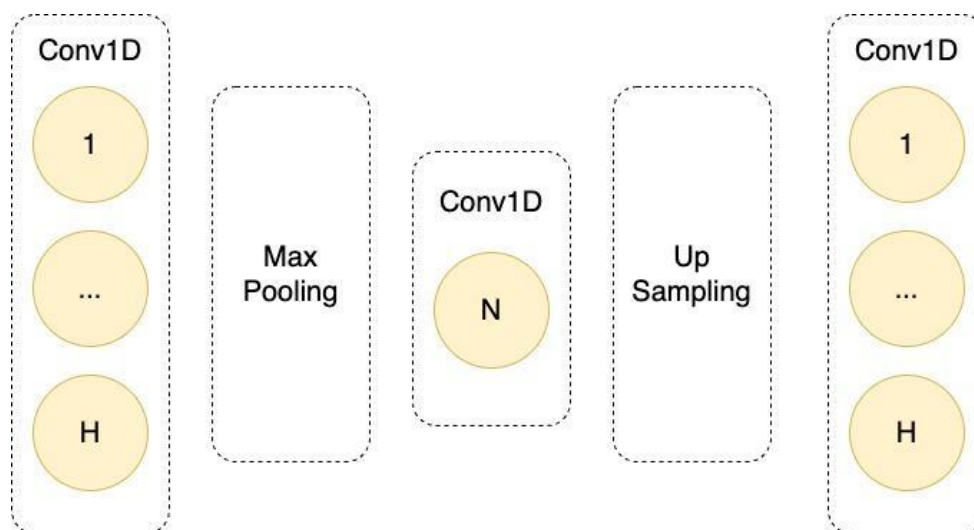 Conv1D
1
...
H
Max
Pooling
Conv1D
N
Up
Sampling
Conv1D
1
...
H